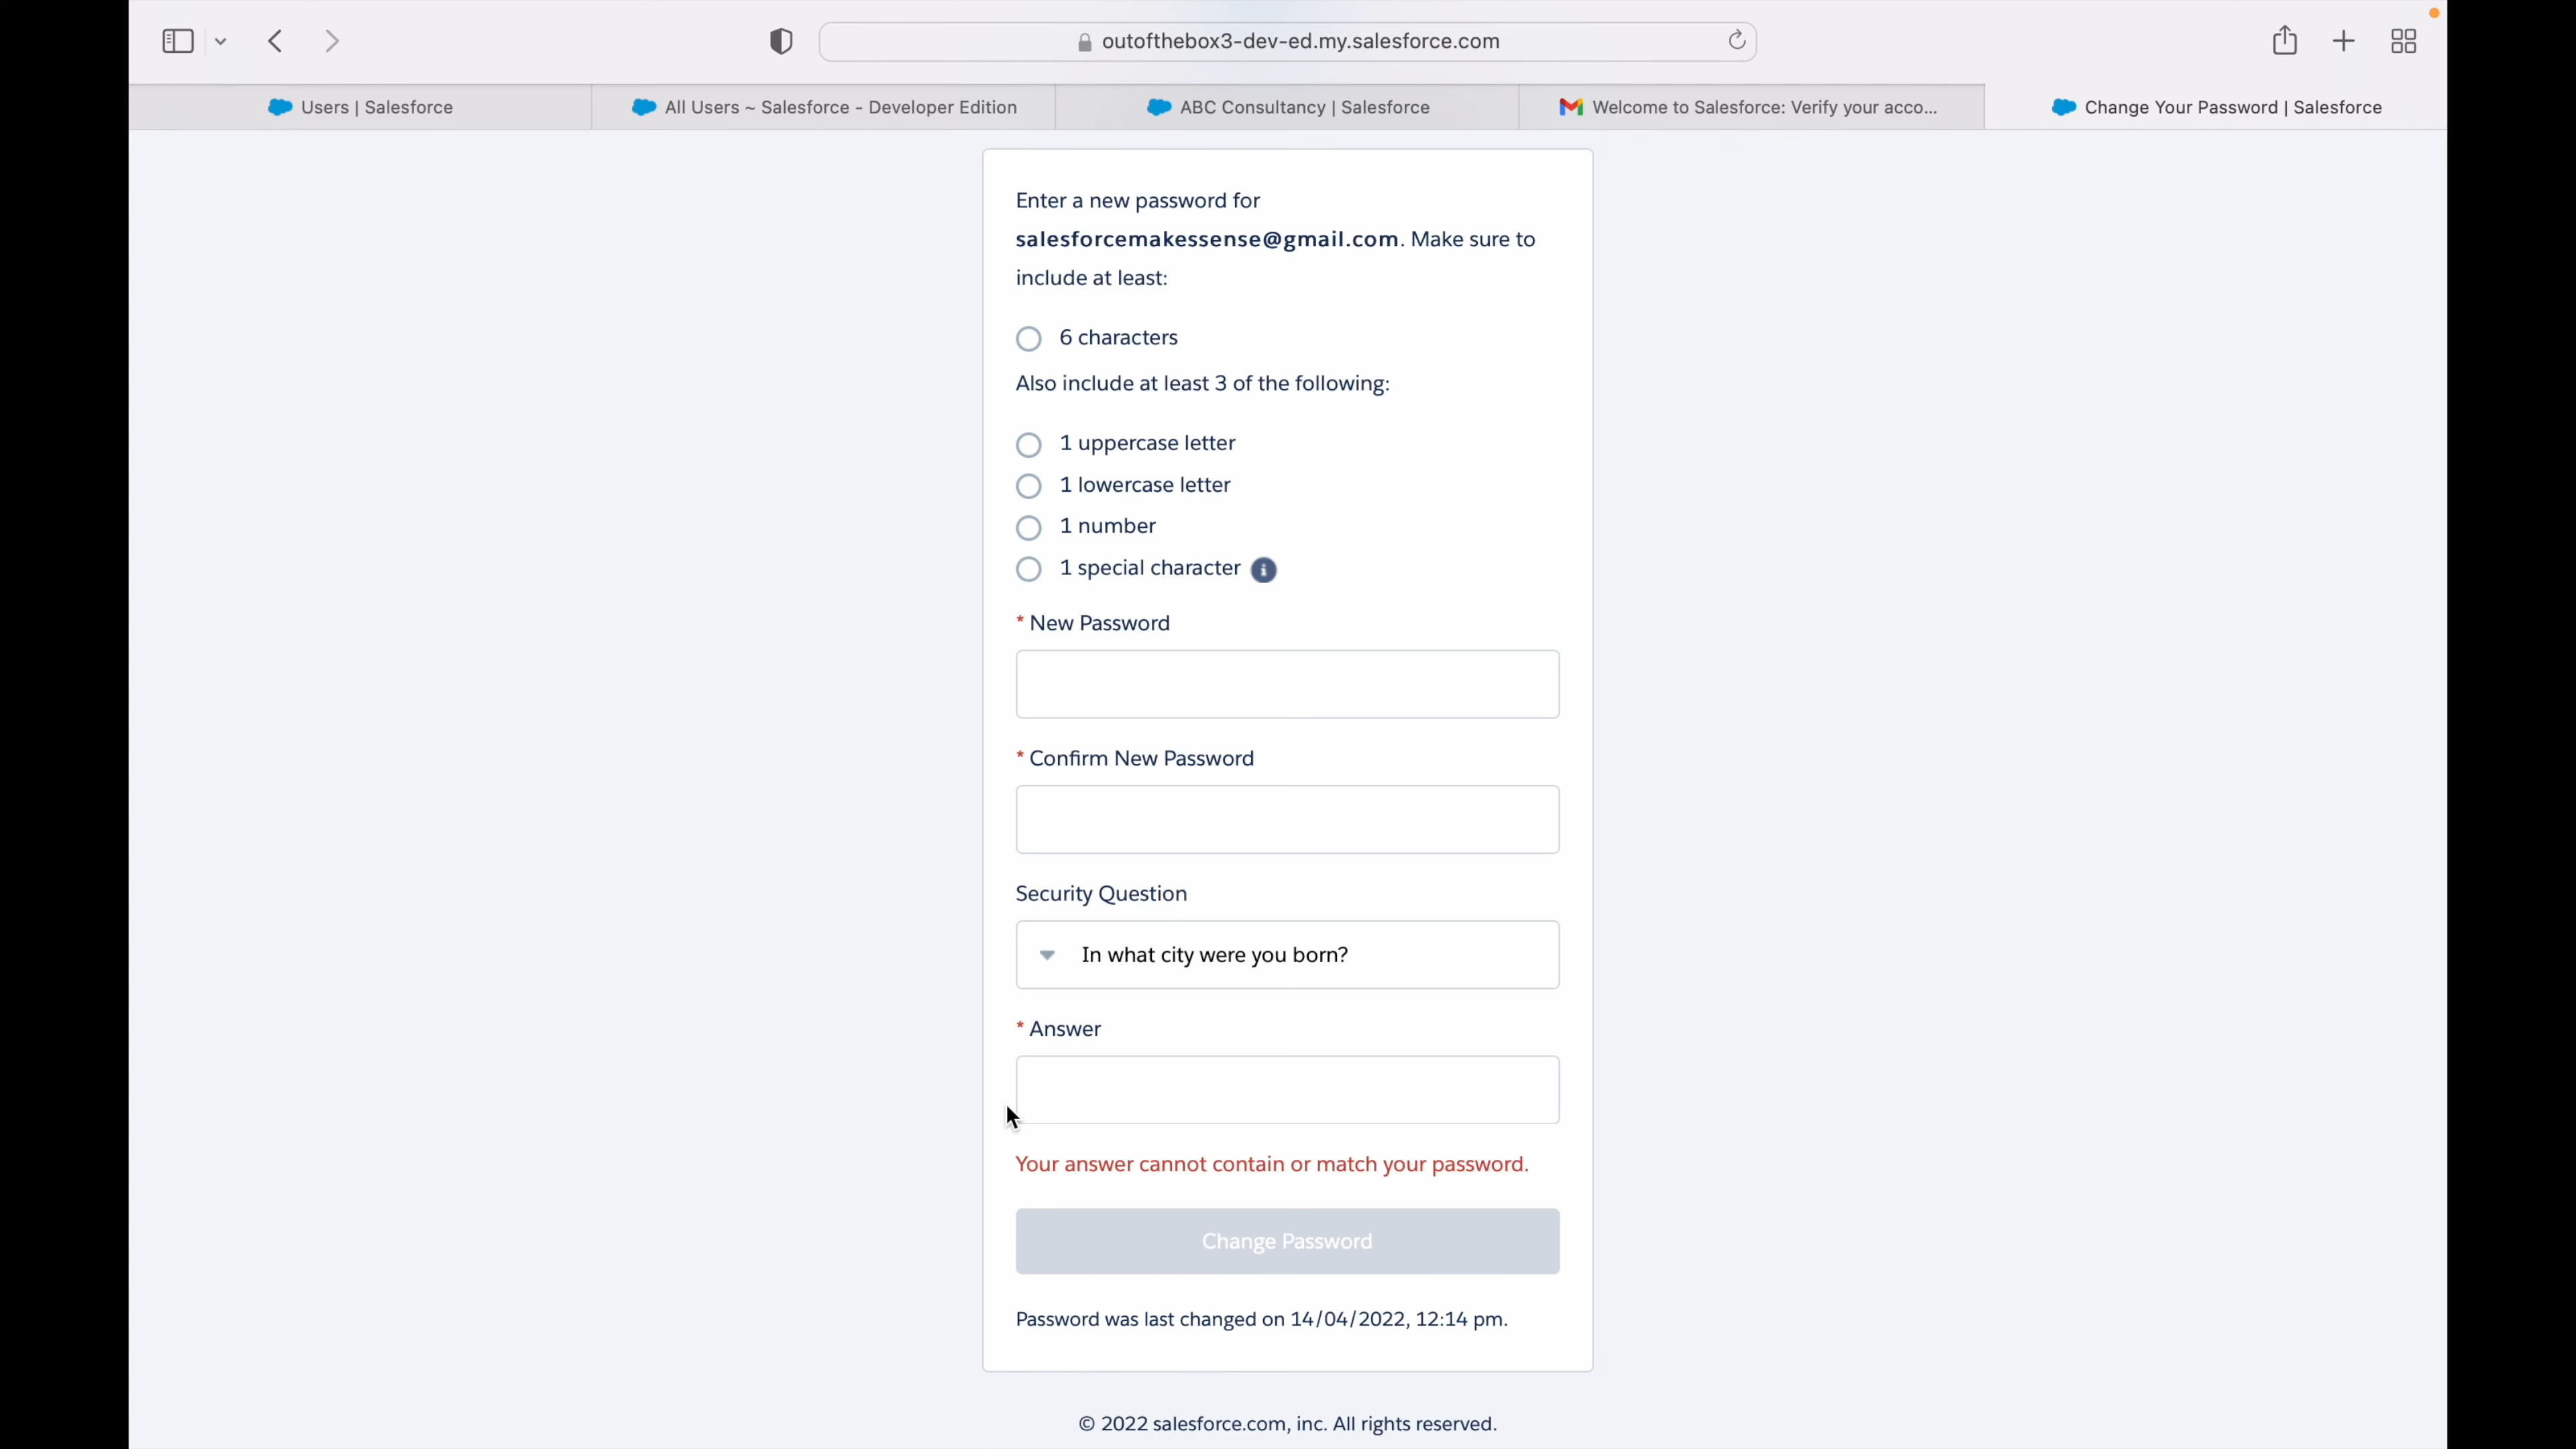 outofthebox3-dev-ed.my.salesforce.com
Users | Salesforce
All Users ~ Salesforce - Developer Edition
ABC Consultancy | Salesforce
Welcome to Salesforce: Verify your acco...
Change Your Password | Salesforce
Enter a new password for
salesforcemakessense@gmail.com. Make sure to
include at least:
6 characters
Also include at least 3 of the following:
1 uppercase letter
1 lowercase letter
1 number
1 special character
* New Password
* Confirm New Password
Security Question
In what city were you born?
* Answer
Your answer cannot contain or match your password.
Change Password
Password was last changed on 14/04/2022, 12:14 pm.
© 2022 salesforce.com, inc. All rights reserved.